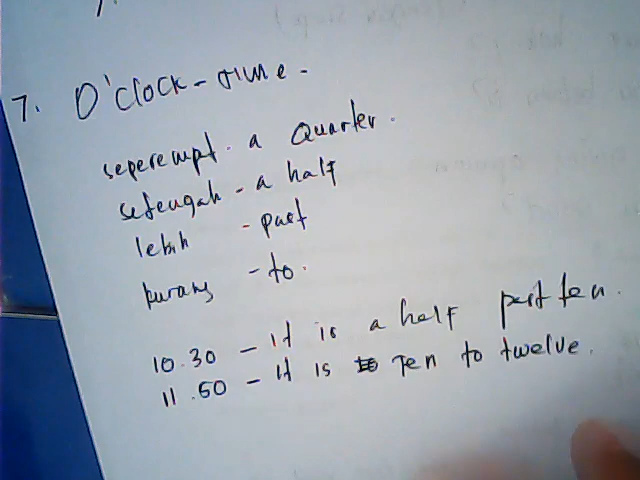 7. O'clock - time -
seperempt - a Quarter.
setengah - a half
lebih - past
kurang - to.
10.30 - it is a half past ten.
11.50 - it is Ten to twelve.